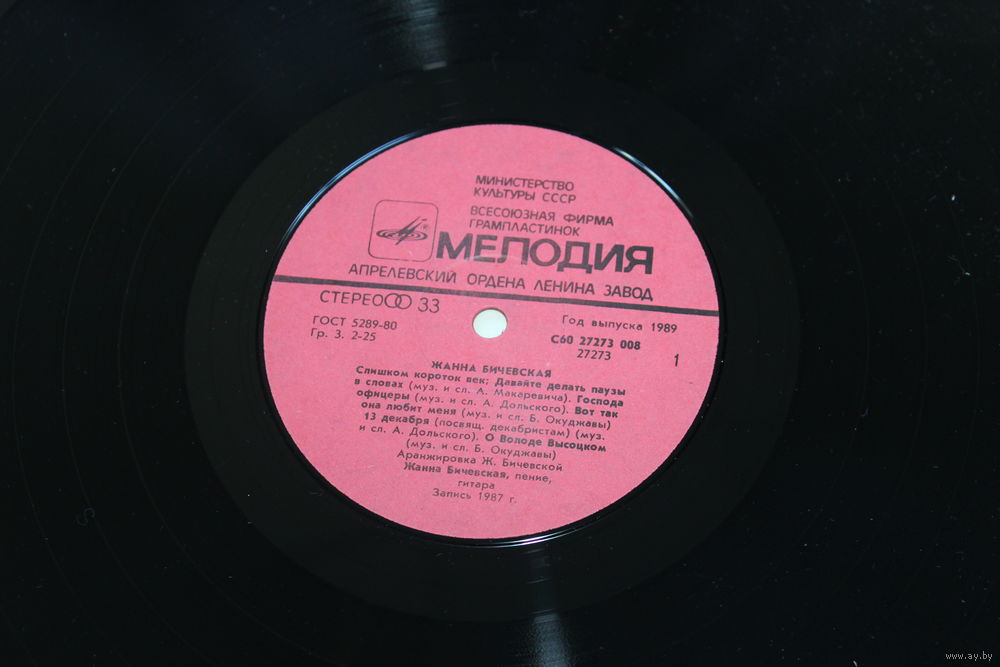 МИНИСТЕРСТВО
КУЛЬТУРЫ СССР
ВСЕСОЮЗНАЯ ФИРМА
ГРАМПЛАСТИНОК
МЕЛОДИЯ
АПРЕЛЕВСКИЙ ОРДЕНА ЛЕНИНА ЗАВОД
СТЕРЕО 33
ГОСТ 5289-80
Гр. 3. 2-25
Год выпуска 1989
С60 27273 008
27273
1
ЖАННА БИЧЕВСКАЯ
Слишком короток век; Давайте делать паузы
в словах (муз. и сл. А. Макаревича). Господа
офицеры (муз. и сл. А. Дольского). Вот так
она любит меня (муз. и сл. Б. Окуджавы)
13 декабря (посвящ. декабристам) (муз.
и сл. А. Дольского). О Володе Высоцком
(муз. и сл. Б. Окуджавы)
Аранжировка Ж. Бичевской
Жанна Бичевская, пение,
гитара
Запись 1987 г.
www.ay.by